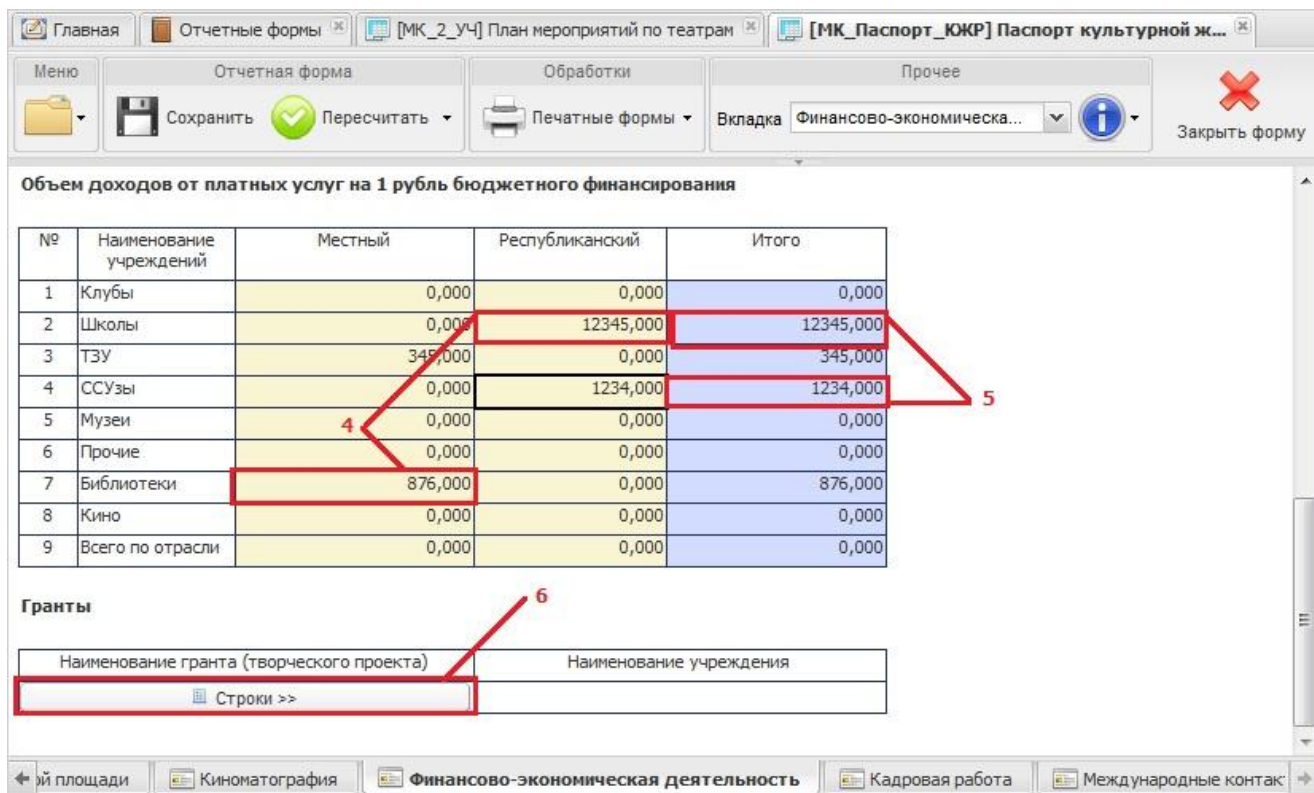 Главная Отчетные формы [МК_2_УЧ] План мероприятий по театрам [МК_Паспорт_КЖР] Паспорт культурной ж...
Меню Отчетная форма Обработки Прочее
Сохранить Пересчитать Печатные формы Вкладка Финансово-экономическа... Закрыть форму
Объем доходов от платных услуг на 1 рубль бюджетного финансирования
№ Наименование учреждений Местный Республиканский Итого
1 Клубы 0,000 0,000 0,000
2 Школы 0,000 12345,000 12345,000
3 ТЗУ 345,000 0,000 345,000
4 ССУзы 0,000 1234,000 1234,000
5
5 Музеи 0,000 0,000 0,000
4
6 Прочие 0,000 0,000 0,000
7 Библиотеки 876,000 0,000 876,000
8 Кино 0,000 0,000 0,000
9 Всего по отрасли 0,000 0,000 0,000
6
Гранты
Наименование гранта (творческого проекта) Наименование учреждения
Строки >>
ой площади Киноматография Финансово-экономическая деятельность Кадровая работа Международные контак